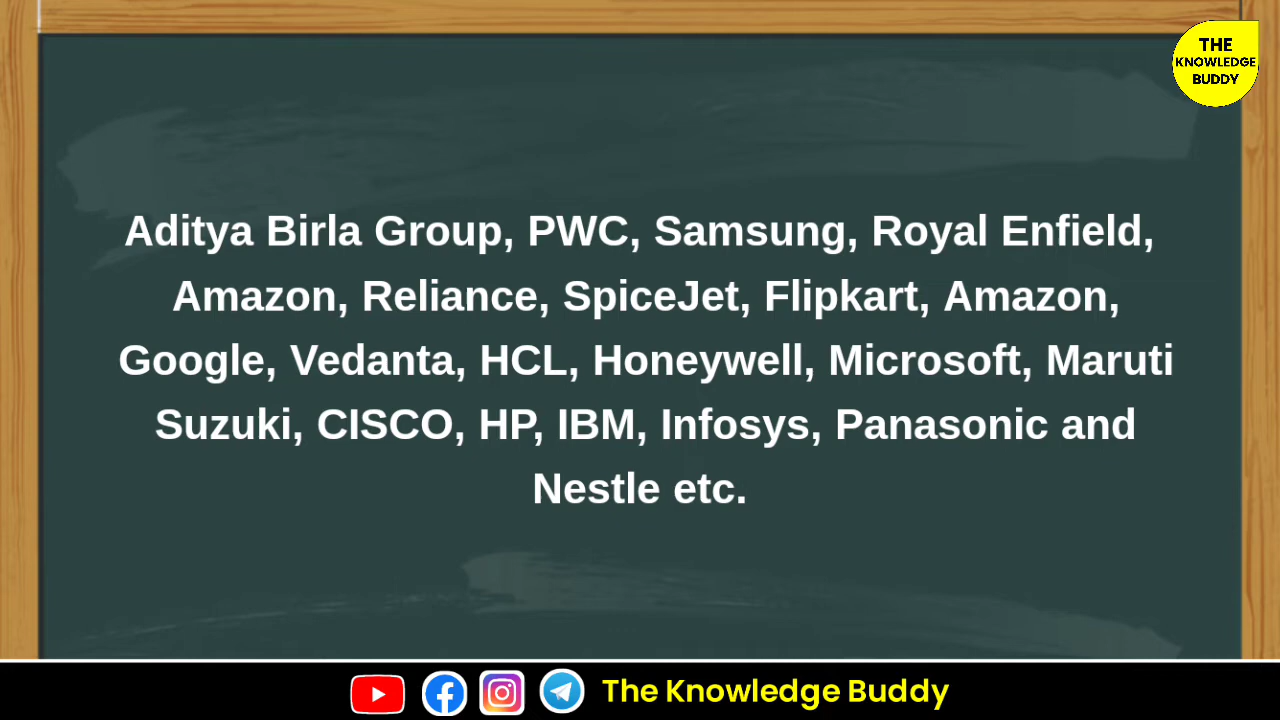 THE
KNOWLEDGE
BUDDY
Aditya Birla Group, PWC, Samsung, Royal Enfield,
Amazon, Reliance, SpiceJet, Flipkart, Amazon,
Google, Vedanta, HCL, Honeywell, Microsoft, Maruti
Suzuki, CISCO, HP, IBM, Infosys, Panasonic and
Nestle etc.
The Knowledge Buddy